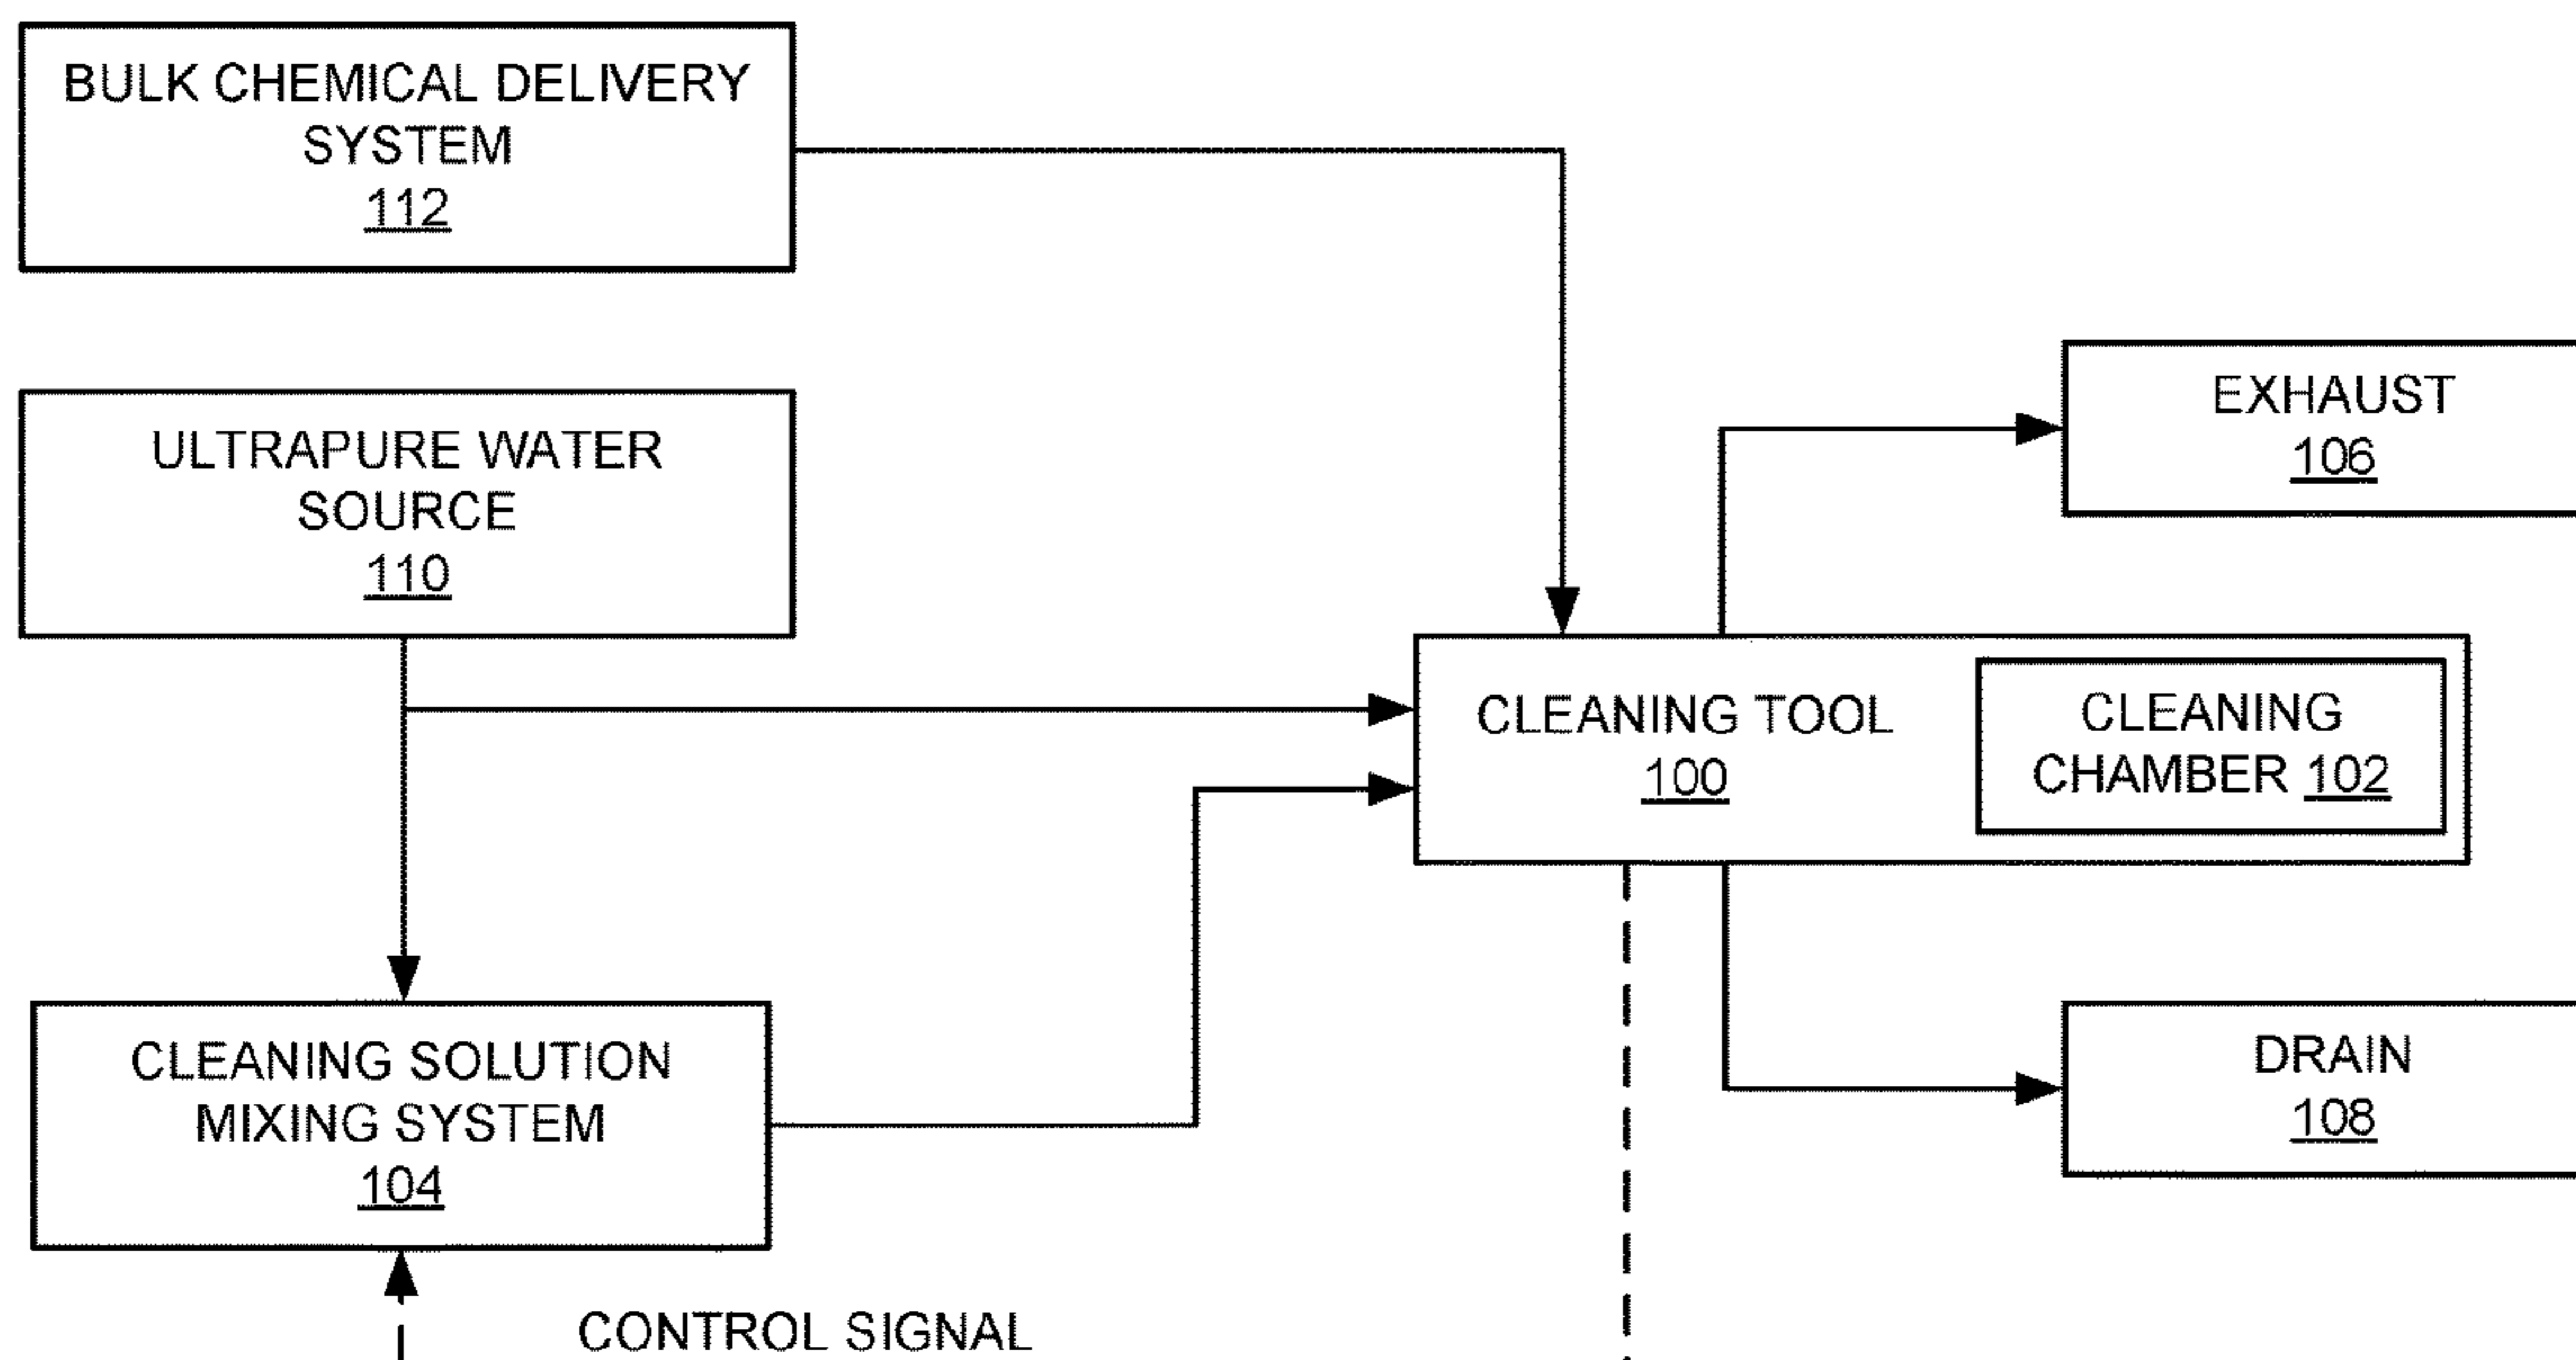 BULK CHEMICAL DELIVERY
SYSTEM
112
ULTRAPURE WATER
SOURCE
110
EXHAUST
106
CLEANING TOOL
100
CLEANING
CHAMBER 102
CLEANING SOLUTION
MIXING SYSTEM
104
DRAIN
108
CONTROL SIGNAL